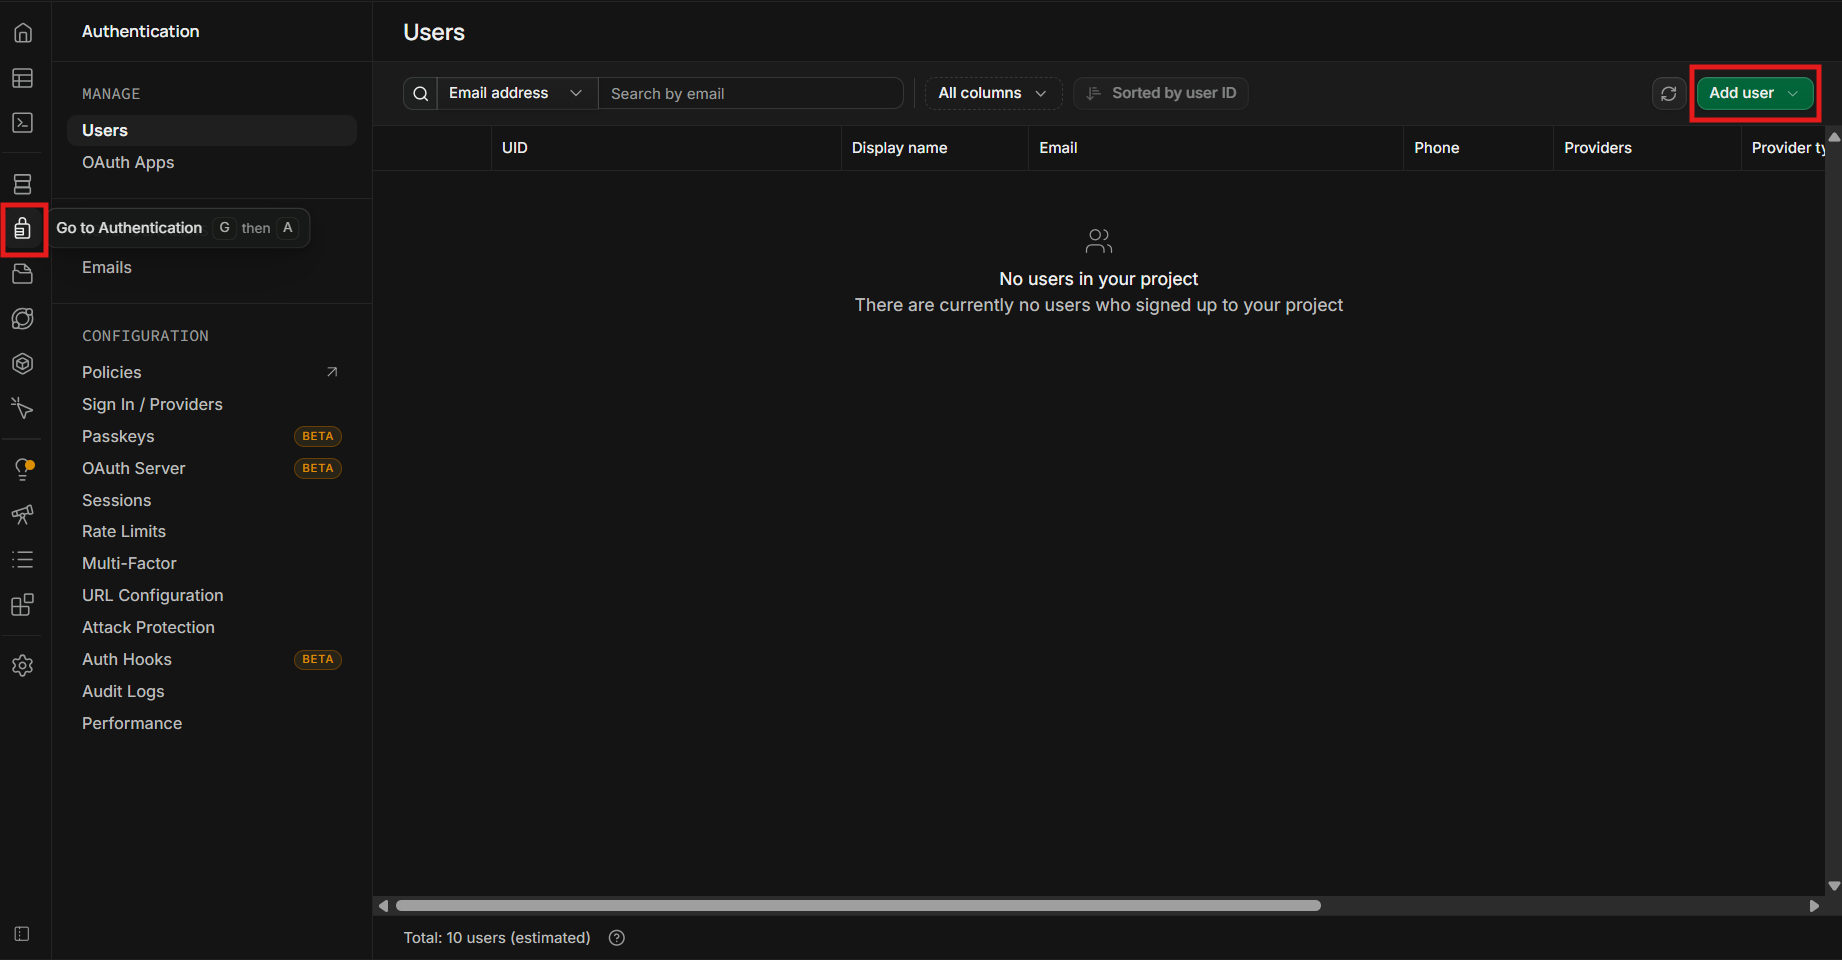 Authentication
Users
MANAGE
Users
OAuth Apps
Go to Authentication G then A
Emails
CONFIGURATION
Policies
Sign In / Providers
Passkeys BETA
OAuth Server BETA
Sessions
Rate Limits
Multi-Factor
URL Configuration
Attack Protection
Auth Hooks BETA
Audit Logs
Performance
Email address Search by email All columns Sorted by user ID Add user
UID Display name Email Phone Providers Provider ty
No users in your project
There are currently no users who signed up to your project
Total: 10 users (estimated)